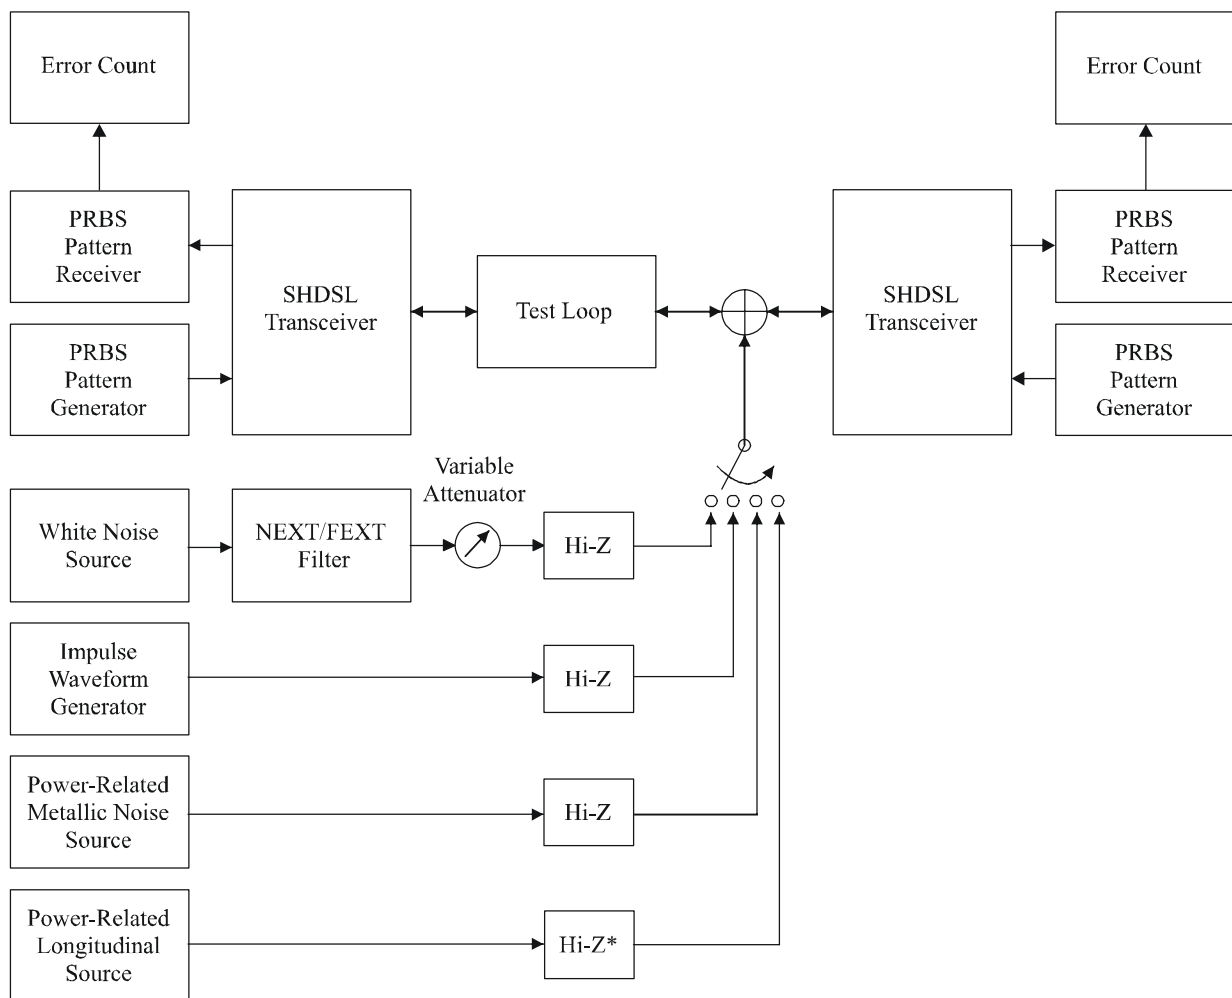 Error Count
Error Count
PRBS
Pattern
Receiver
SHDSL
Transceiver
Test Loop
SHDSL
Transceiver
PRBS
Pattern
Receiver
PRBS
Pattern
Generator
PRBS
Pattern
Generator
Variable
Attenuator
White Noise
Source
NEXT/FEXT
Filter
Hi-Z
Impulse
Waveform
Generator
Hi-Z
Power-Related
Metallic Noise
Source
Hi-Z
Power-Related
Longitudinal
Source
Hi-Z*